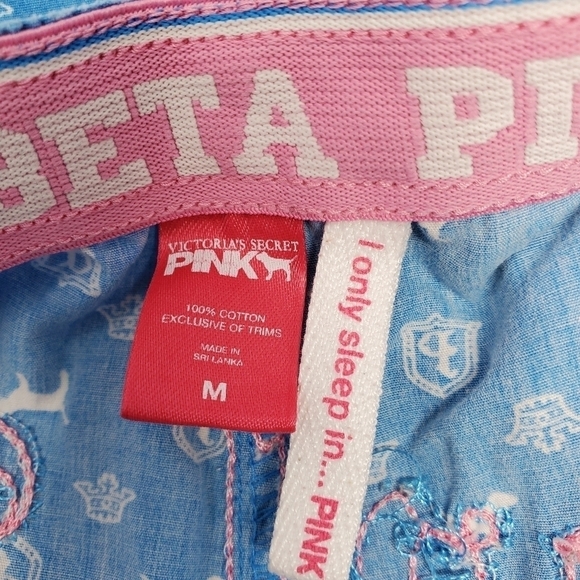 BETA PI
VICTORIA'S SECRET
PINK
100% COTTON
EXCLUSIVE OF TRIMS
MADE IN
SRI LANKA
M
I only sleep in... PINK
P